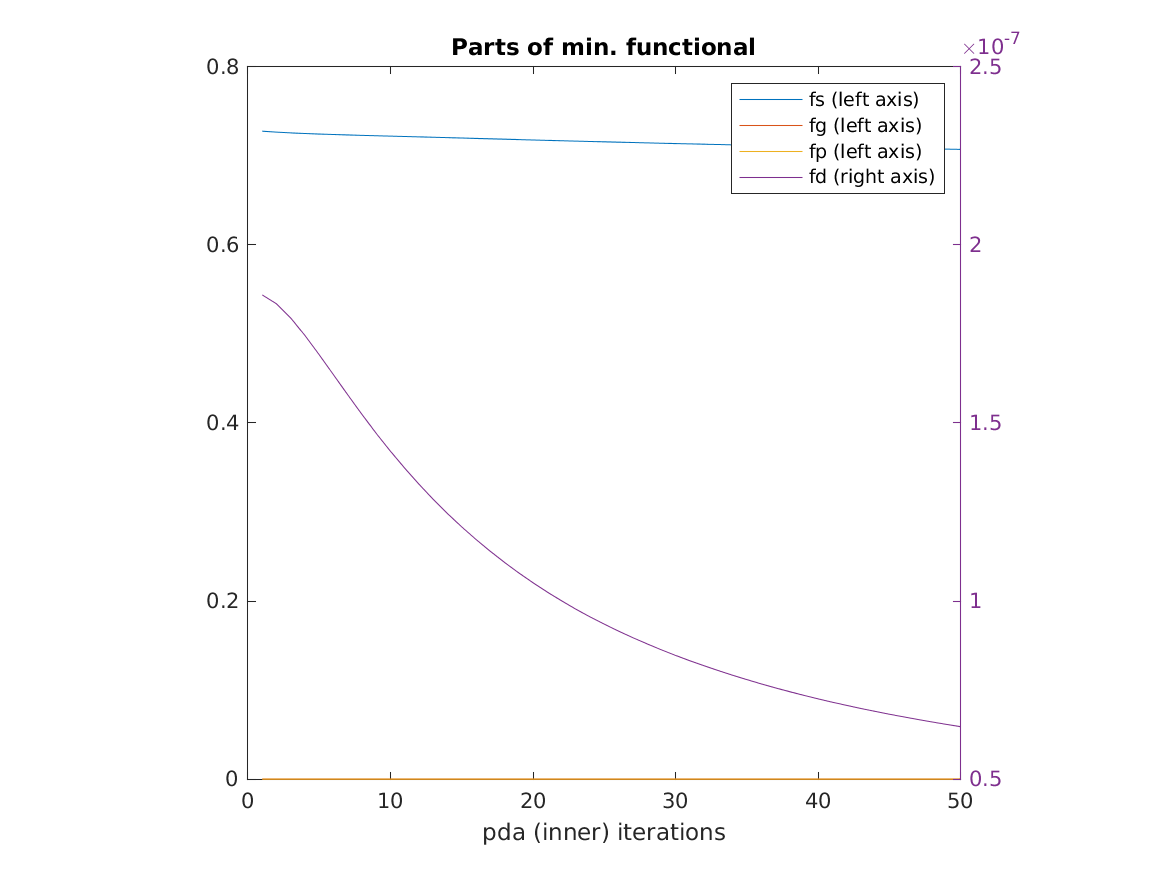 Parts of min. functional
×10-7
0.8
0.6
0.4
0.2
0
2.5
2
1.5
1
0.5
fs (left axis)
fg (left axis)
fp (left axis)
fd (right axis)
0 10 20 30 40 50
pda (inner) iterations